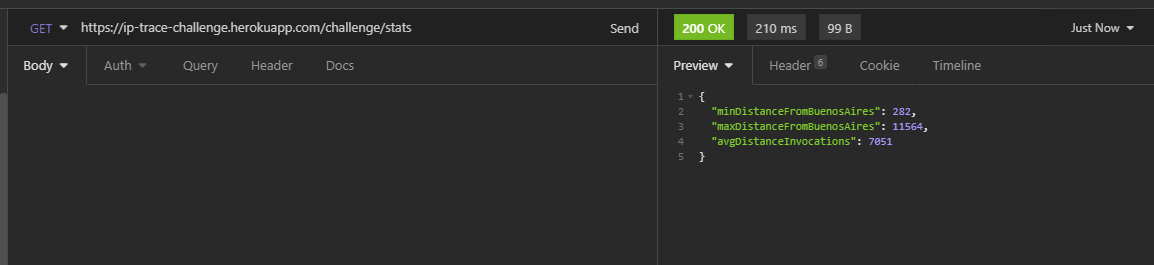 GET https://ip-trace-challenge.herokuapp.com/challenge/stats Send 200 OK 210 ms 99 B Just Now
Body Auth Query Header Docs Preview Header 6 Cookie Timeline
1 {
2 "minDistanceFromBuenosAires": 282,
3 "maxDistanceFromBuenosAires": 11564,
4 "avgDistanceInvocations": 7051
5 }